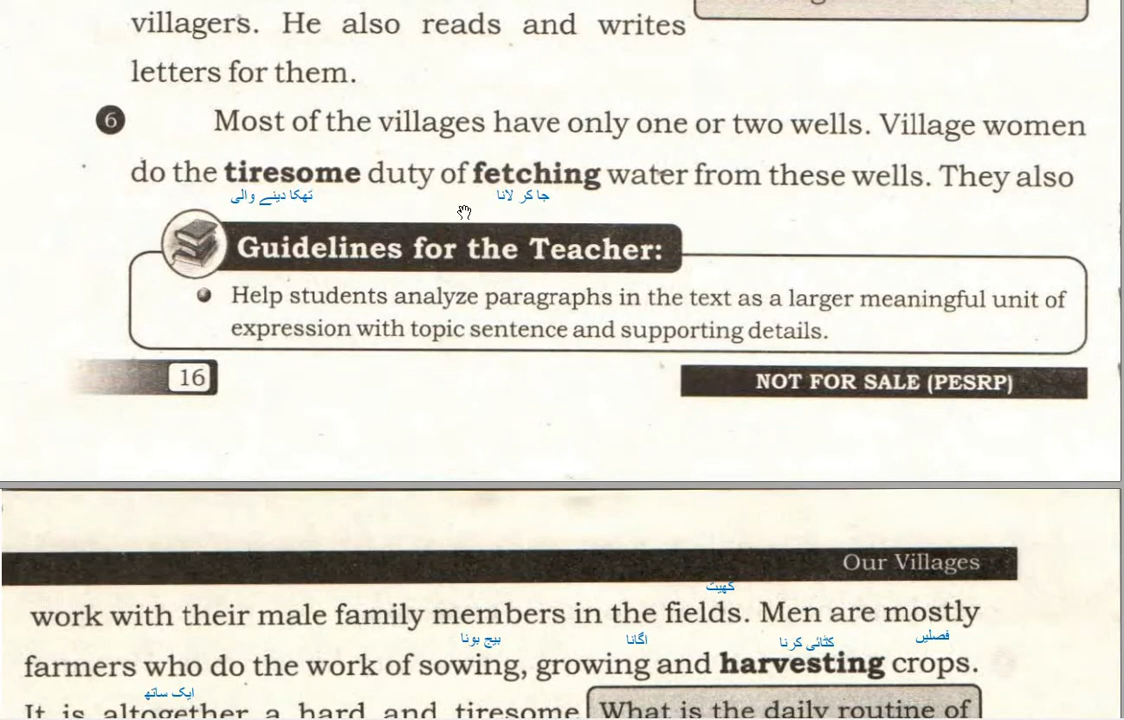 villagers. He also reads and writes
letters for them.
6 Most of the villages have only one or two wells. Village women
do the tiresome duty of fetching water from these wells. They also
تھکا دینے والی جا کر لانا
Guidelines for the Teacher:
Help students analyze paragraphs in the text as a larger meaningful unit of
expression with topic sentence and supporting details.
16
NOT FOR SALE (PESRP)
Our Villages
کھیت
work with their male family members in the fields. Men are mostly
بیج بونا اگانا کٹائی کرنا فصلیں
farmers who do the work of sowing, growing and harvesting crops.
ایک ساتھ
It is altogether a hard and tiresome
What is the daily routine of